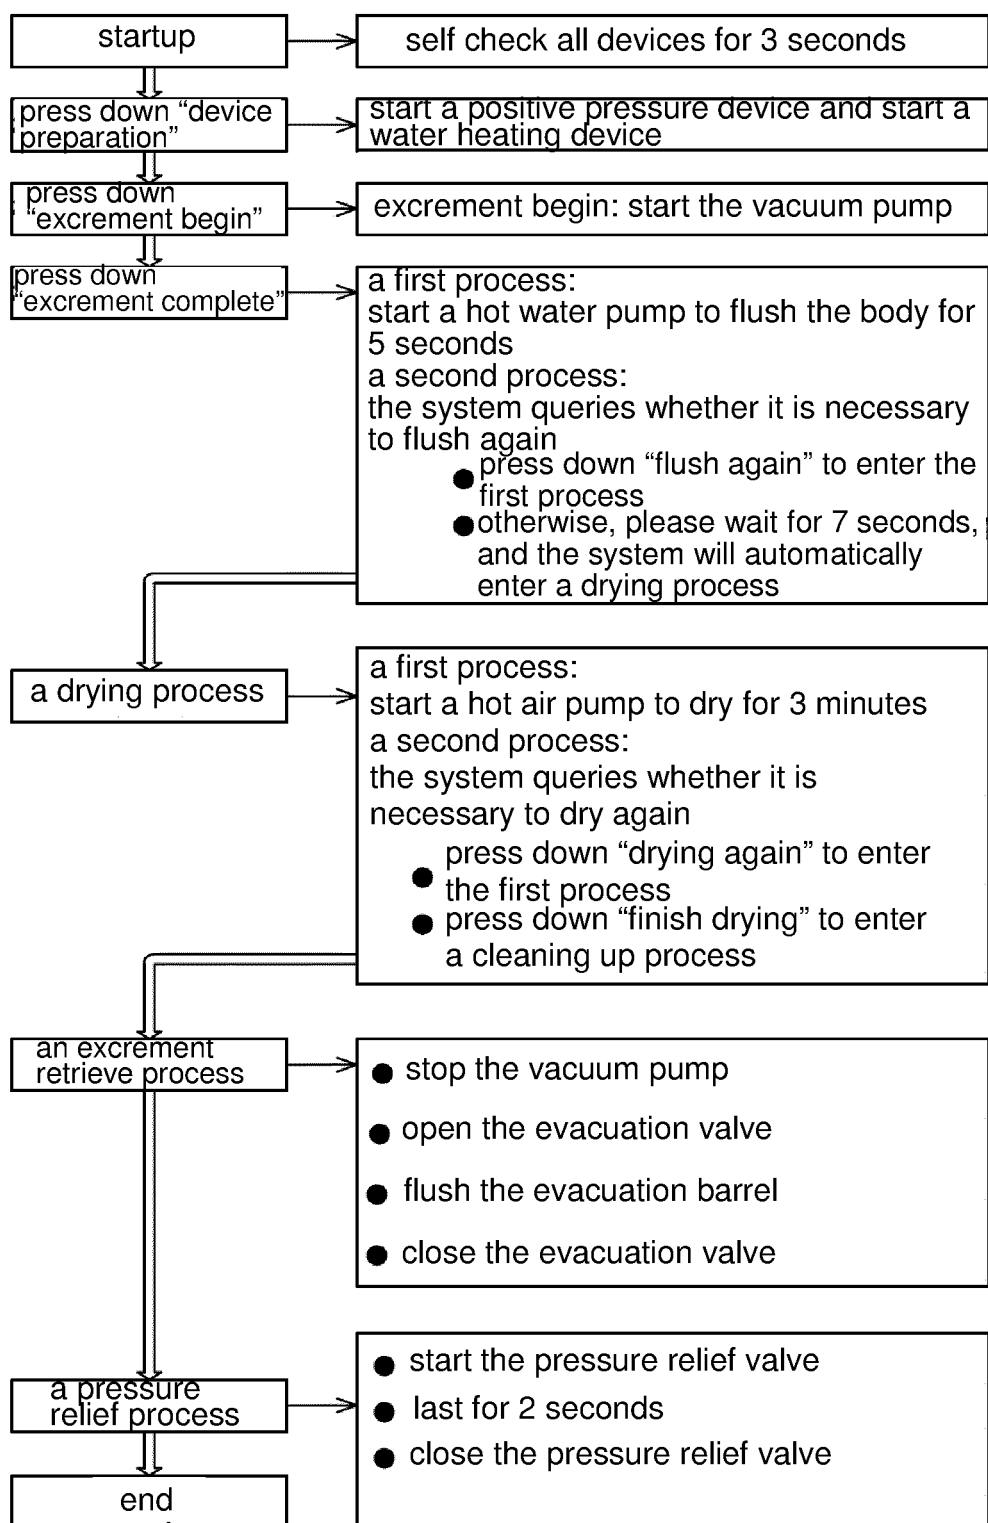 startup
self check all devices for 3 seconds
press down “device
preparation”
start a positive pressure device and start a
water heating device
press down
“excrement begin”
excrement begin: start the vacuum pump
press down
“excrement complete”
a first process:
start a hot water pump to flush the body for
5 seconds
a second process:
the system queries whether it is necessary
to flush again
● press down “flush again” to enter the
first process
● otherwise, please wait for 7 seconds,
and the system will automatically
enter a drying process
a drying process
a first process:
start a hot air pump to dry for 3 minutes
a second process:
the system queries whether it is
necessary to dry again
● press down “drying again” to enter
the first process
● press down “finish drying” to enter
a cleaning up process
an excrement
retrieve process
● stop the vacuum pump
● open the evacuation valve
● flush the evacuation barrel
● close the evacuation valve
a pressure
relief process
● start the pressure relief valve
● last for 2 seconds
● close the pressure relief valve
end